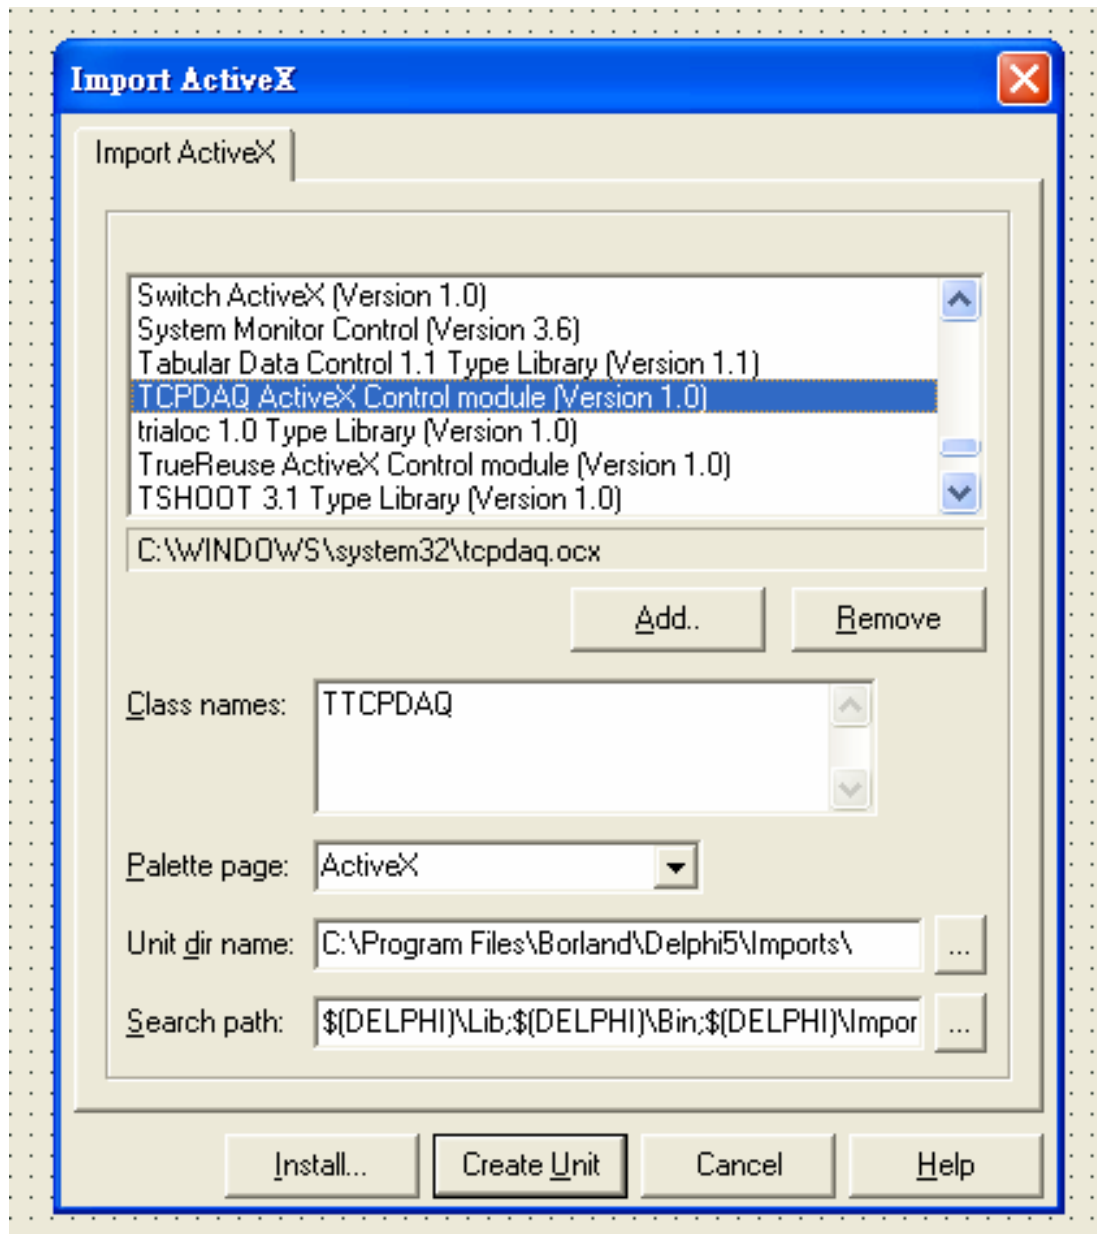 Import ActiveX
Import ActiveX
Switch ActiveX (Version 1.0)
System Monitor Control (Version 3.6)
Tabular Data Control 1.1 Type Library (Version 1.1)
TCPDAQ ActiveX Control module (Version 1.0)
trialoc 1.0 Type Library (Version 1.0)
TrueReuse ActiveX Control module (Version 1.0)
TSHOOT 3.1 Type Library (Version 1.0)
C:\WINDOWS\system32\tcpdaq.ocx
Add.. Remove
Class names: TTCPDAQ
Palette page: ActiveX
Unit dir name: C:\Program Files\Borland\Delphi5\Imports\ ...
Search path: $(DELPHI)\Lib;$(DELPHI)\Bin;$(DELPHI)\Impor ...
Install... Create Unit Cancel Help